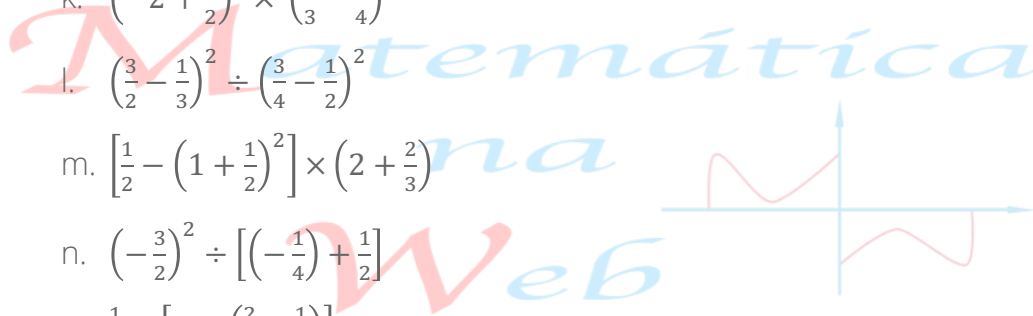 l. (3/2 − 1/3)² ÷ (3/4 − 1/2)²
m. [1/2 − (1 + 1/2)²] × (2 + 2/3)
n. (−3/2)² ÷ [(−1/4) + 1/2]
Matemática
na
Web